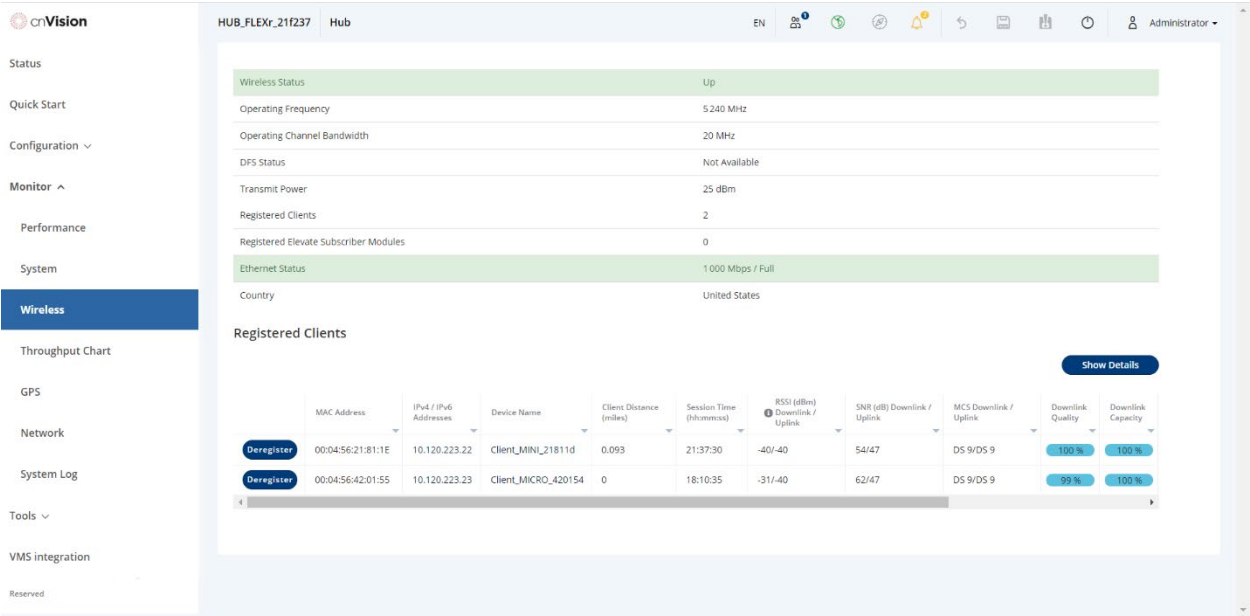 cnVision
HUB_FLEXr_21f237 Hub
EN
1
7
Administrator
Status
Quick Start
Configuration
Monitor
Performance
System
Wireless
Throughput Chart
GPS
Network
System Log
Tools
VMS integration
Reserved
Wireless Status Up
Operating Frequency 5240 MHz
Operating Channel Bandwidth 20 MHz
DFS Status Not Available
Transmit Power 25 dBm
Registered Clients 2
Registered Elevate Subscriber Modules 0
Ethernet Status 1000 Mbps / Full
Country United States
Registered Clients
Show Details
MAC Address
IPv4 / IPv6
Addresses
Device Name
Client Distance
(miles)
Session Time
(hh:mm:ss)
RSSI (dBm)
Downlink /
Uplink
SNR (dB) Downlink /
Uplink
MCS Downlink /
Uplink
Downlink
Quality
Downlink
Capacity
Deregister 00:04:56:21:81:1E 10.120.223.22 Client_MINI_21811d 0.093 21:37:30 -40/-40 54/47 DS 9/DS 9 100 % 100 %
Deregister 00:04:56:42:01:55 10.120.223.23 Client_MICRO_420154 0 18:10:35 -31/-40 62/47 DS 9/DS 9 99 % 100 %